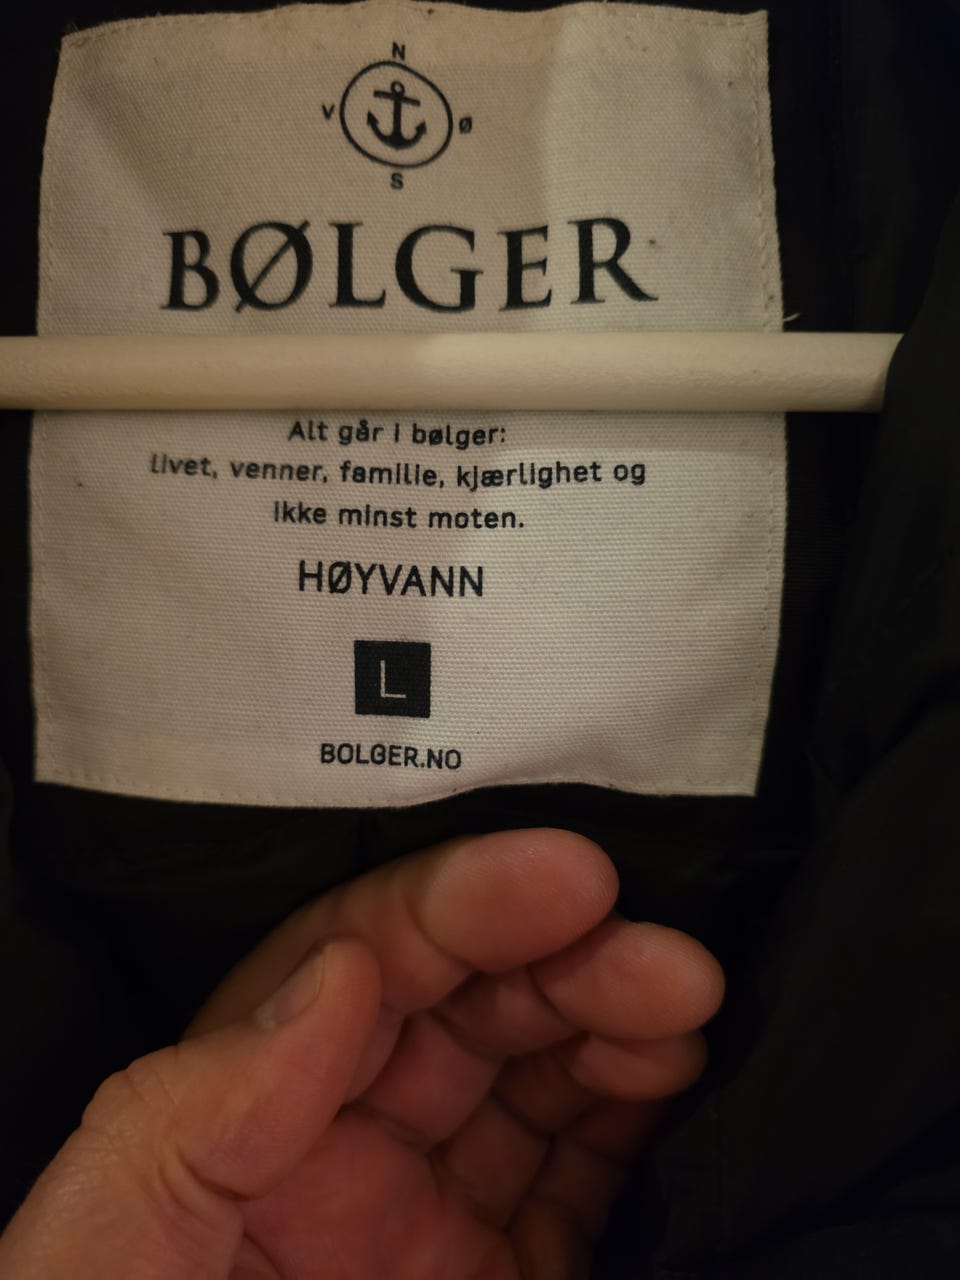 N
V Ø
S
BØLGER
Alt går i bølger:
livet, venner, familie, kjærlighet og
ikke minst moten.
HØYVANN
L
BOLGER.NO